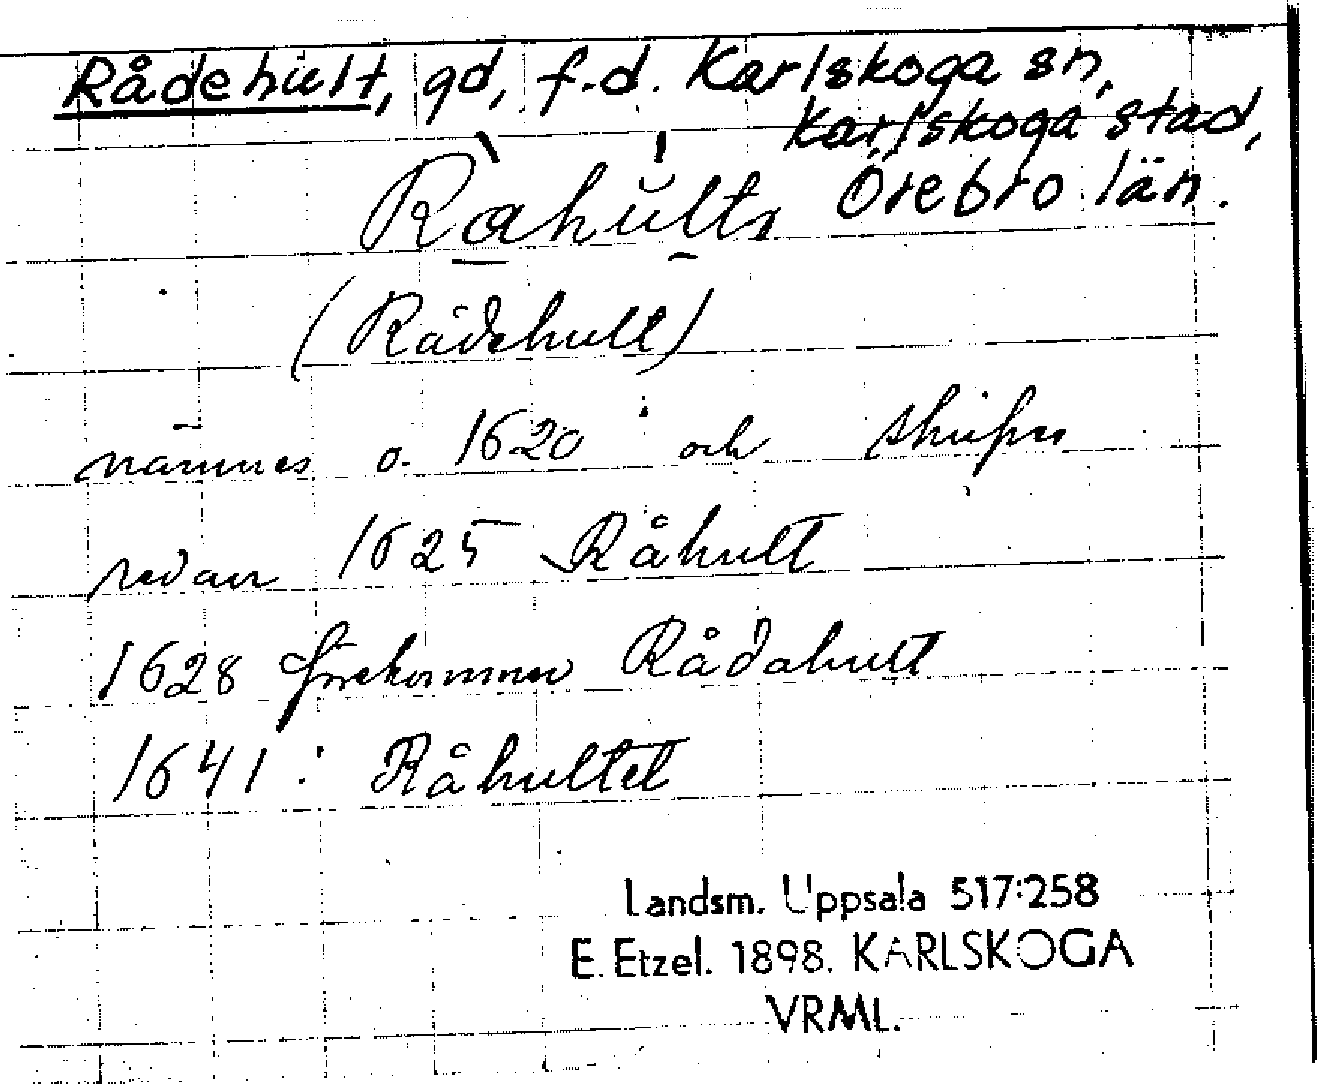 Rådehult, gd, f.d. Karlskoga sn,
Karlskoga stad,
Örebro län.
Råhult
(Rådehult)
nämnes o. 1620 och skrifves
redan 1625 Råhult
1628 förekommer Rådahult
1641: Råhultet
Landsm. Uppsala 517:258
E. Etzel. 1898. KARLSKOGA
VRML.